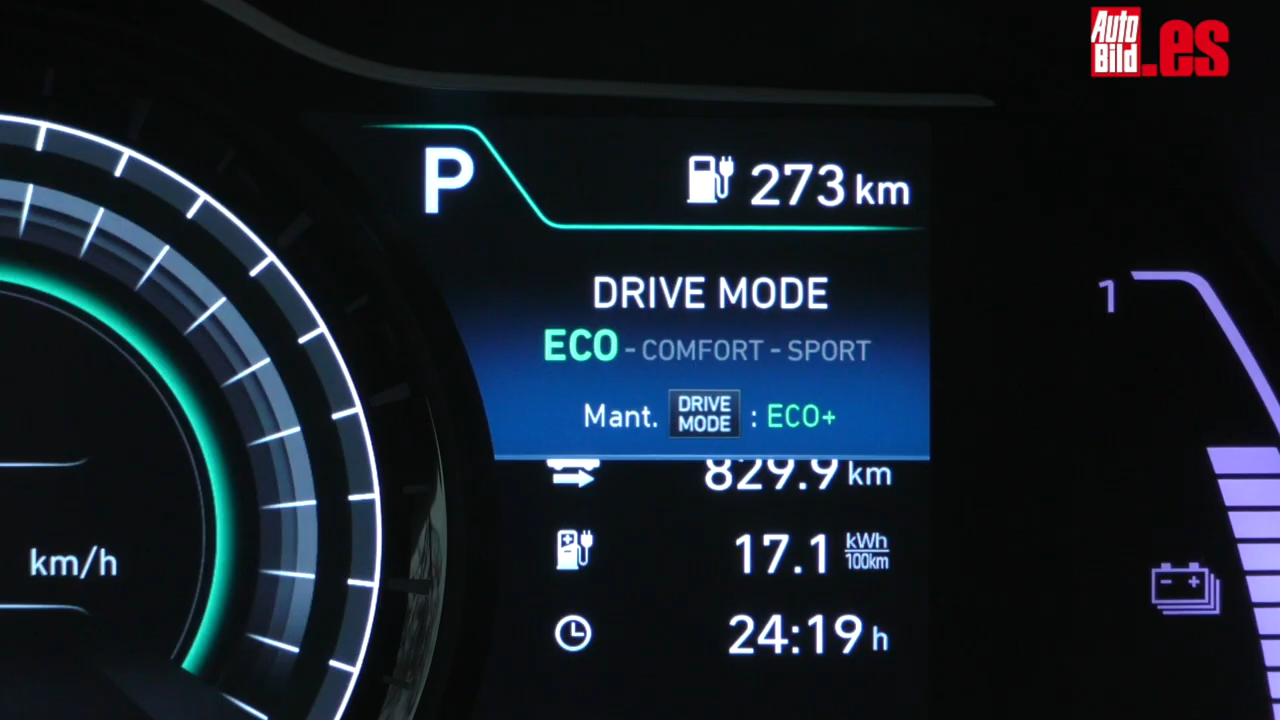 Auto
Bild.es
P 273 km
DRIVE MODE
ECO - COMFORT - SPORT
1
Mant. DRIVE MODE : ECO+
829.9 km
17.1 kWh/100km
km/h
24:19 h